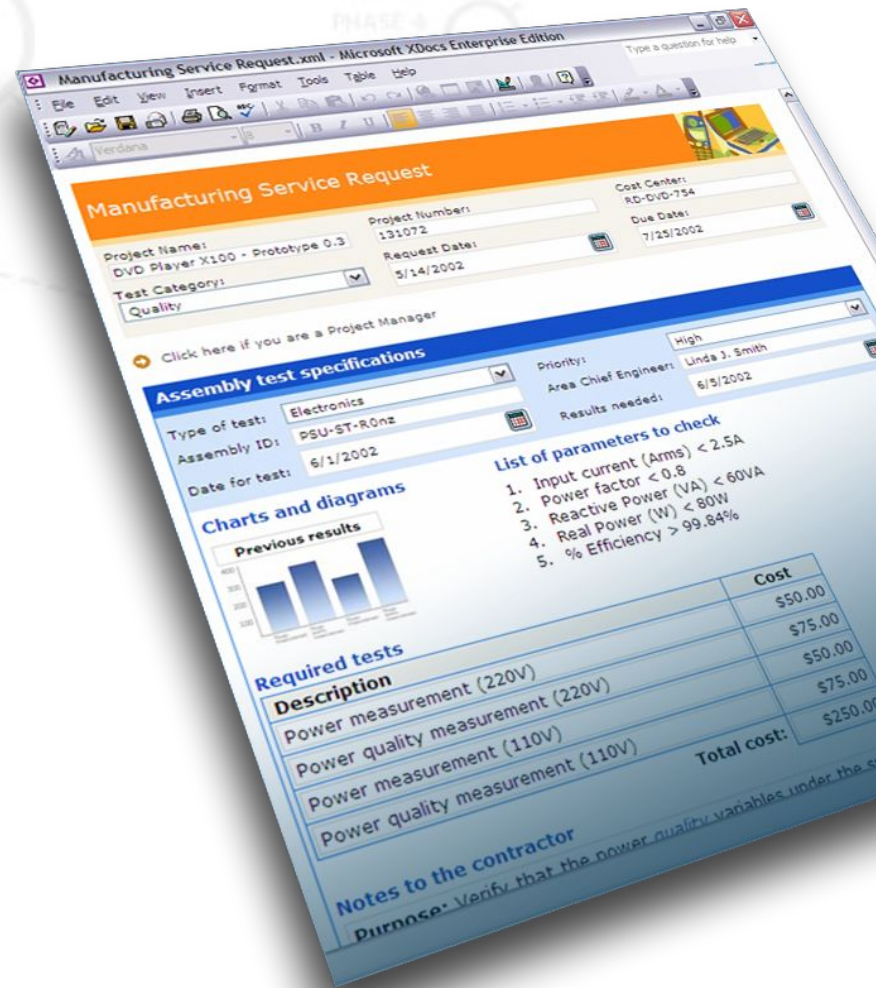 PHASE 4
Manufacturing Service Request.xml - Microsoft XDocs Enterprise Edition
File Edit View Insert Format Tools Table Help
Type a question for help
Verdana 8 B I U
Manufacturing Service Request
Project Name: Project Number: Cost Center:
DVD Player X100 - Prototype 0.3 131072 RD-DVD-754
Test Category: Request Date: Due Date:
Quality 5/14/2002 7/25/2002
Click here if you are a Project Manager
Assembly test specifications
Type of test: Electronics Priority: High
Assembly ID: PSU-ST-R0nz Area Chief Engineer: Linda J. Smith
Date for test: 6/1/2002 Results needed: 6/5/2002
Charts and diagrams
Previous results
400
300
200
100
List of parameters to check
1. Input current (Arms) < 2.5A
2. Power factor < 0.8
3. Reactive Power (VA) < 60VA
4. Real Power (W) < 80W
5. % Efficiency > 99.84%
Required tests
Description Cost
Power measurement (220V) $50.00
Power quality measurement (220V) $75.00
Power measurement (110V) $50.00
Power quality measurement (110V) $75.00
Total cost: $250.00
Notes to the contractor
Purpose: Verify that the power quality variables under the